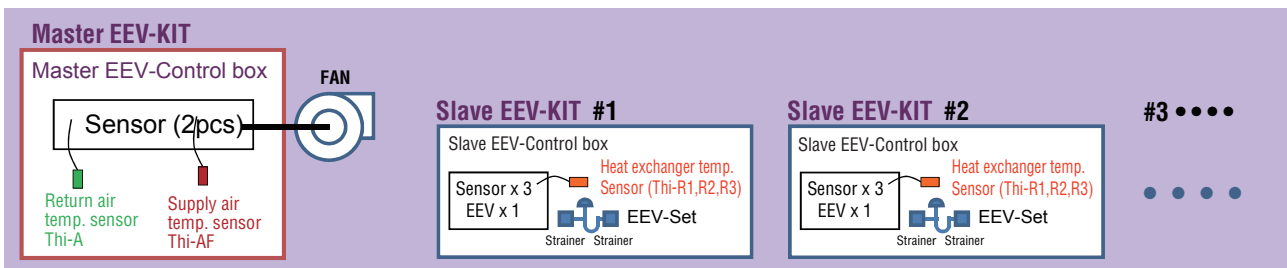 Master EEV-KIT
Master EEV-Control box
Sensor (2pcs)
Return air
temp. sensor
Thi-A
Supply air
temp. sensor
Thi-AF
FAN
Slave EEV-KIT #1
Slave EEV-Control box
Sensor x 3
EEV x 1
Heat exchanger temp.
Sensor (Thi-R1,R2,R3)
EEV-Set
Strainer Strainer
Slave EEV-KIT #2
Slave EEV-Control box
Sensor x 3
EEV x 1
Heat exchanger temp.
Sensor (Thi-R1,R2,R3)
EEV-Set
Strainer Strainer
#3 ••••